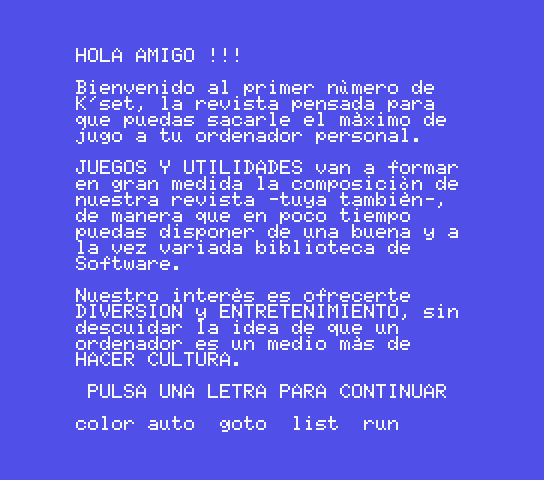 HOLA AMIGO !!!
Bienvenido al primer nùmero de
K'set, la revista pensada para
que puedas sacarle el màximo de
jugo a tu ordenador personal.
JUEGOS Y UTILIDADES van a formar
en gran medida la composiciòn de
nuestra revista -tuya tambièn-,
de manera que en poco tiempo
puedas disponer de una buena y a
la vez variada biblioteca de
Software.
Nuestro interès es ofrecerte
DIVERSION y ENTRETENIMIENTO, sin
descuidar la idea de que un
ordenador es un medio màs de
HACER CULTURA.
PULSA UNA LETRA PARA CONTINUAR
color auto goto list run